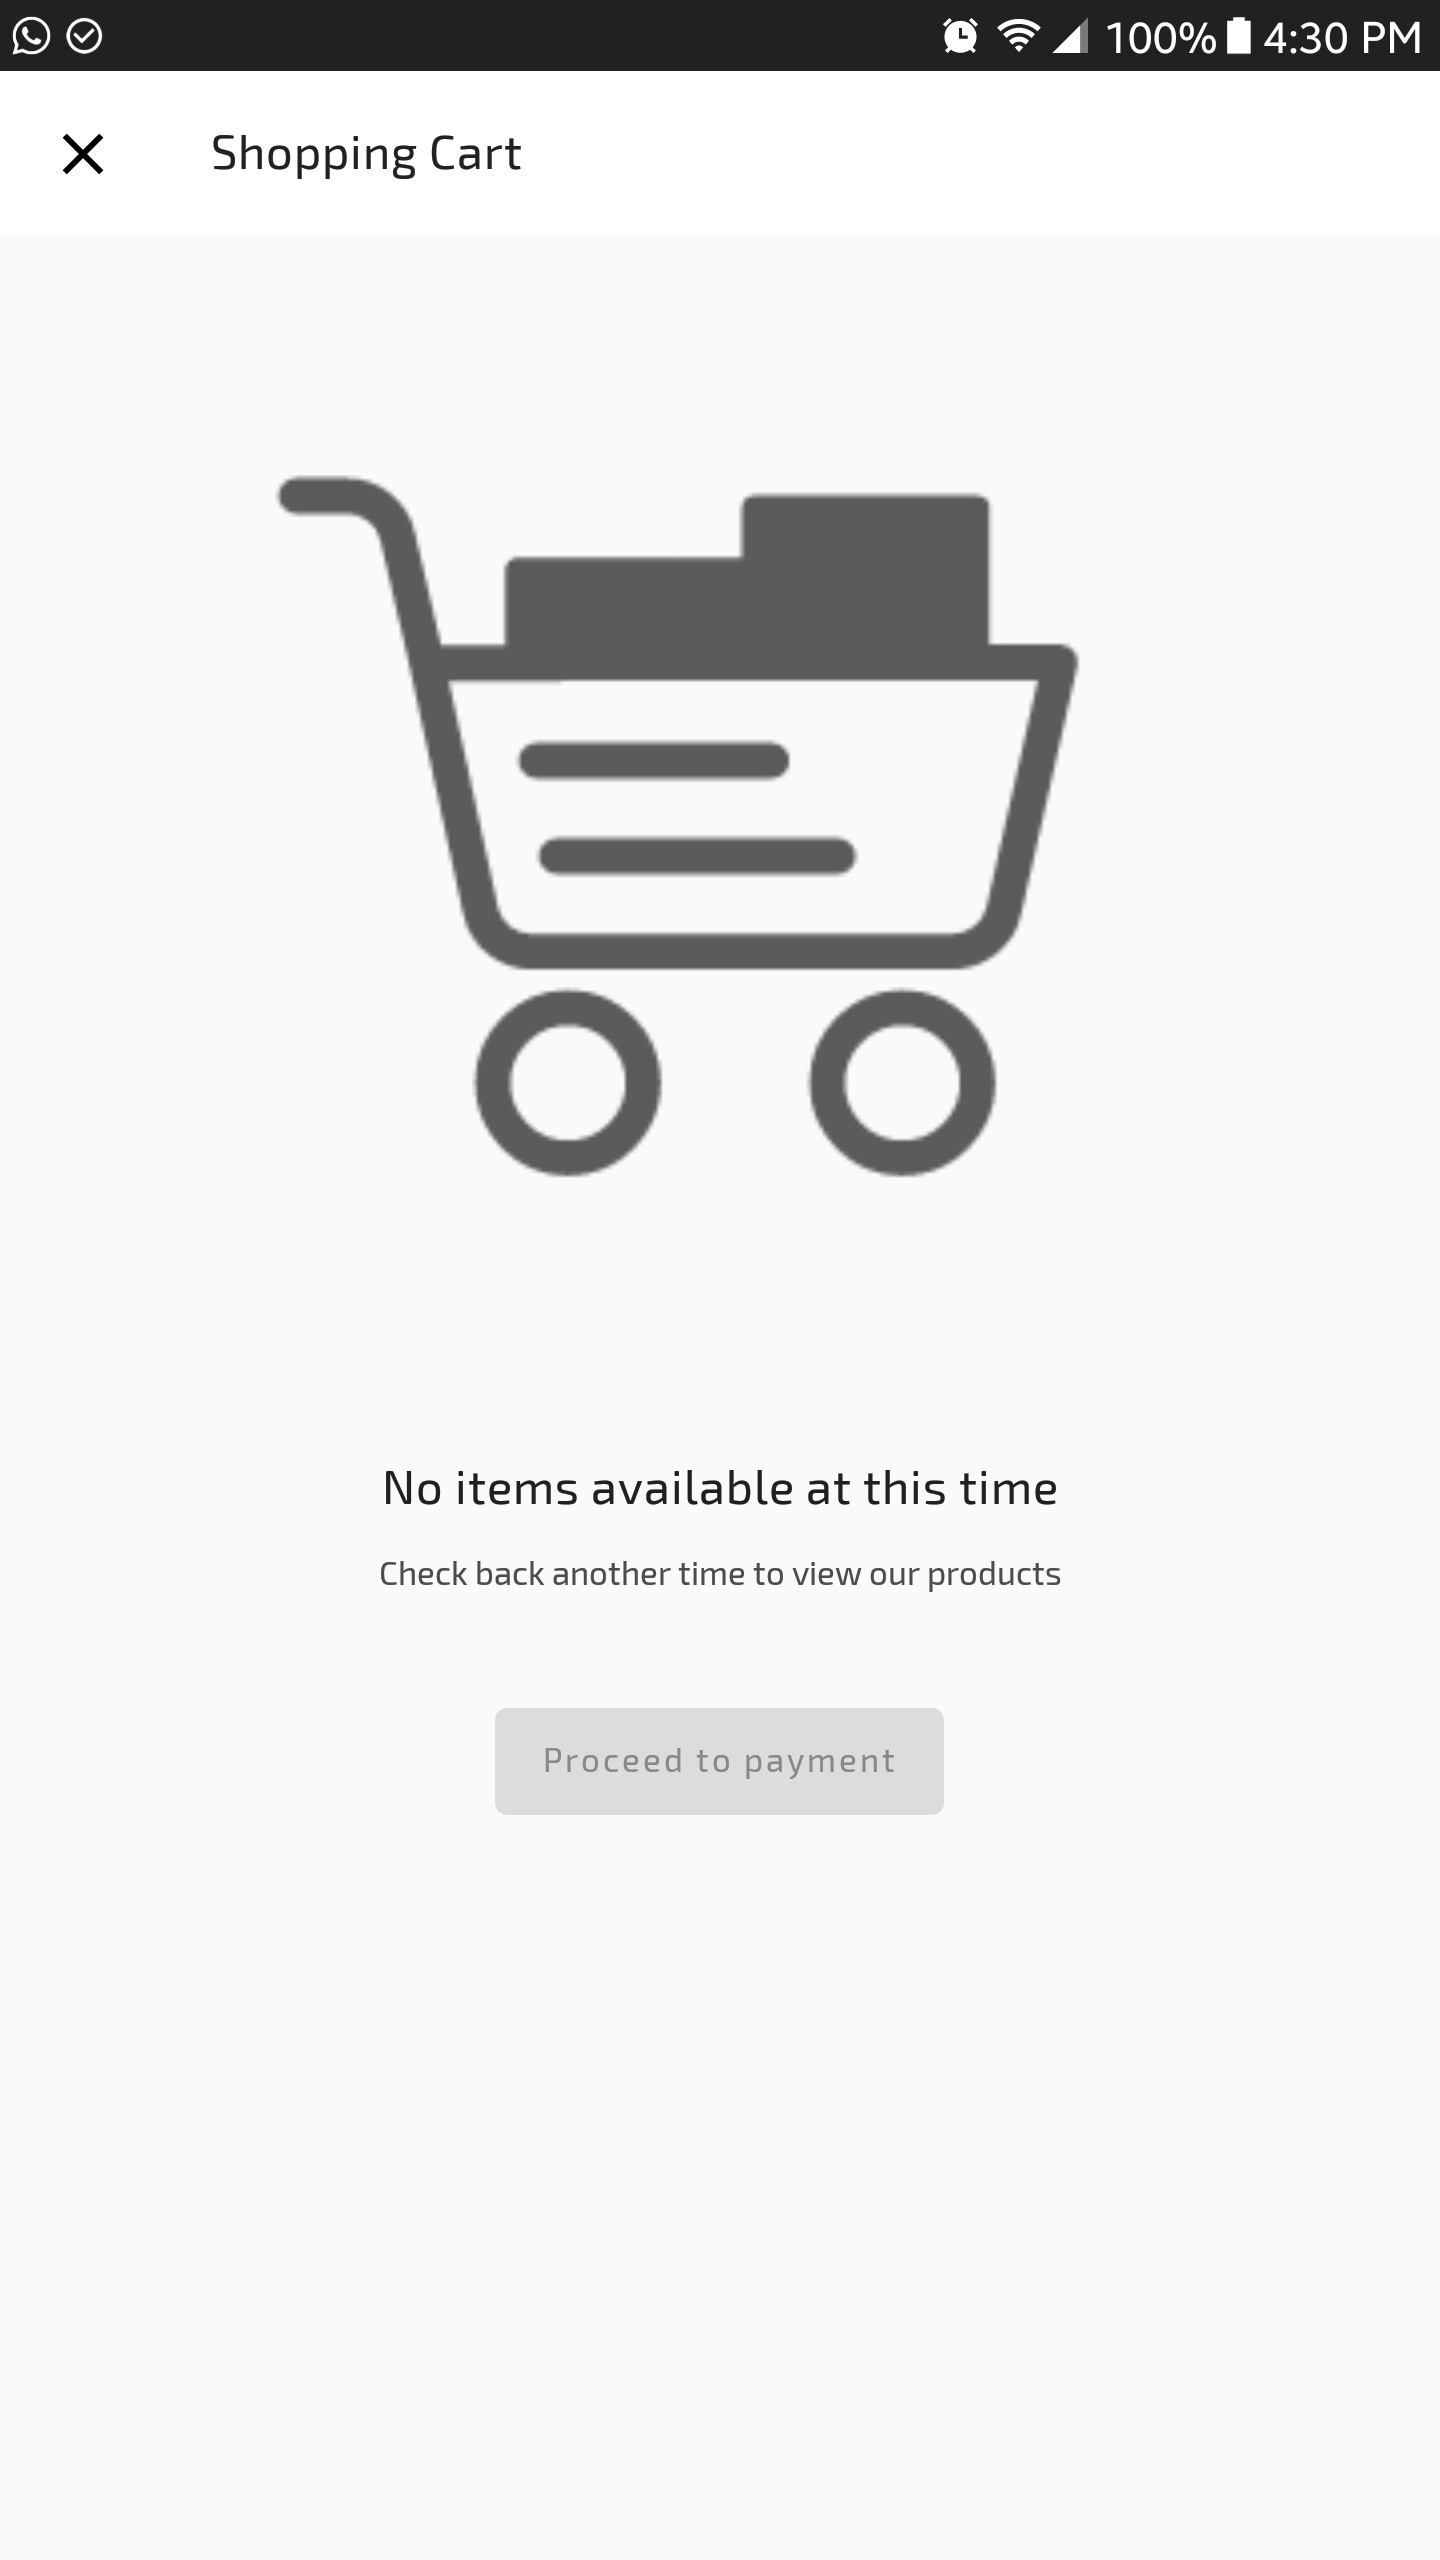 100% 4:30 PM
Shopping Cart
No items available at this time
Check back another time to view our products
Proceed to payment